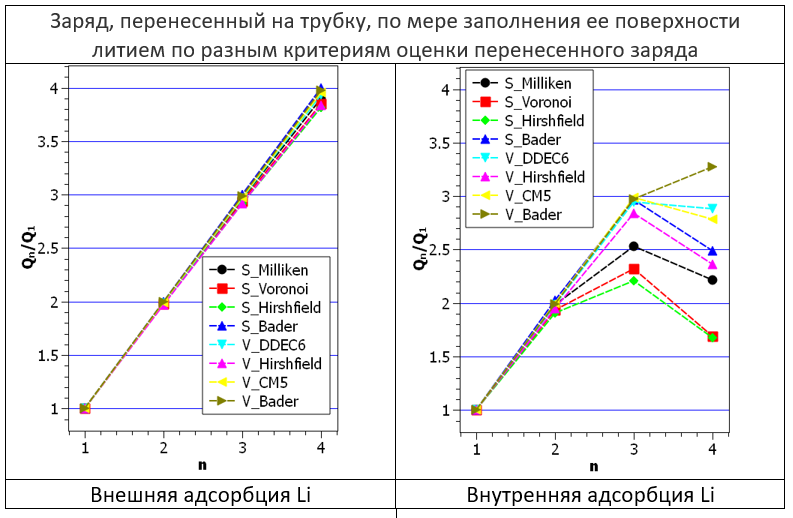 Заряд, перенесенный на трубку, по мере заполнения ее поверхности
литием по разным критериям оценки перенесенного заряда
4
3.5
3
2.5
2
1.5
1
Qn/Q1
S_Milliken
S_Voronoi
S_Hirshfield
S_Bader
V_DDEC6
V_Hirshfield
V_CM5
V_Bader
1 2 3 4
n
4
3.5
3
2.5
2
1.5
1
Qn/Q1
S_Milliken
S_Voronoi
S_Hirshfield
S_Bader
V_DDEC6
V_Hirshfield
V_CM5
V_Bader
1 2 3 4
n
Внешняя адсорбция Li
Внутренняя адсорбция Li